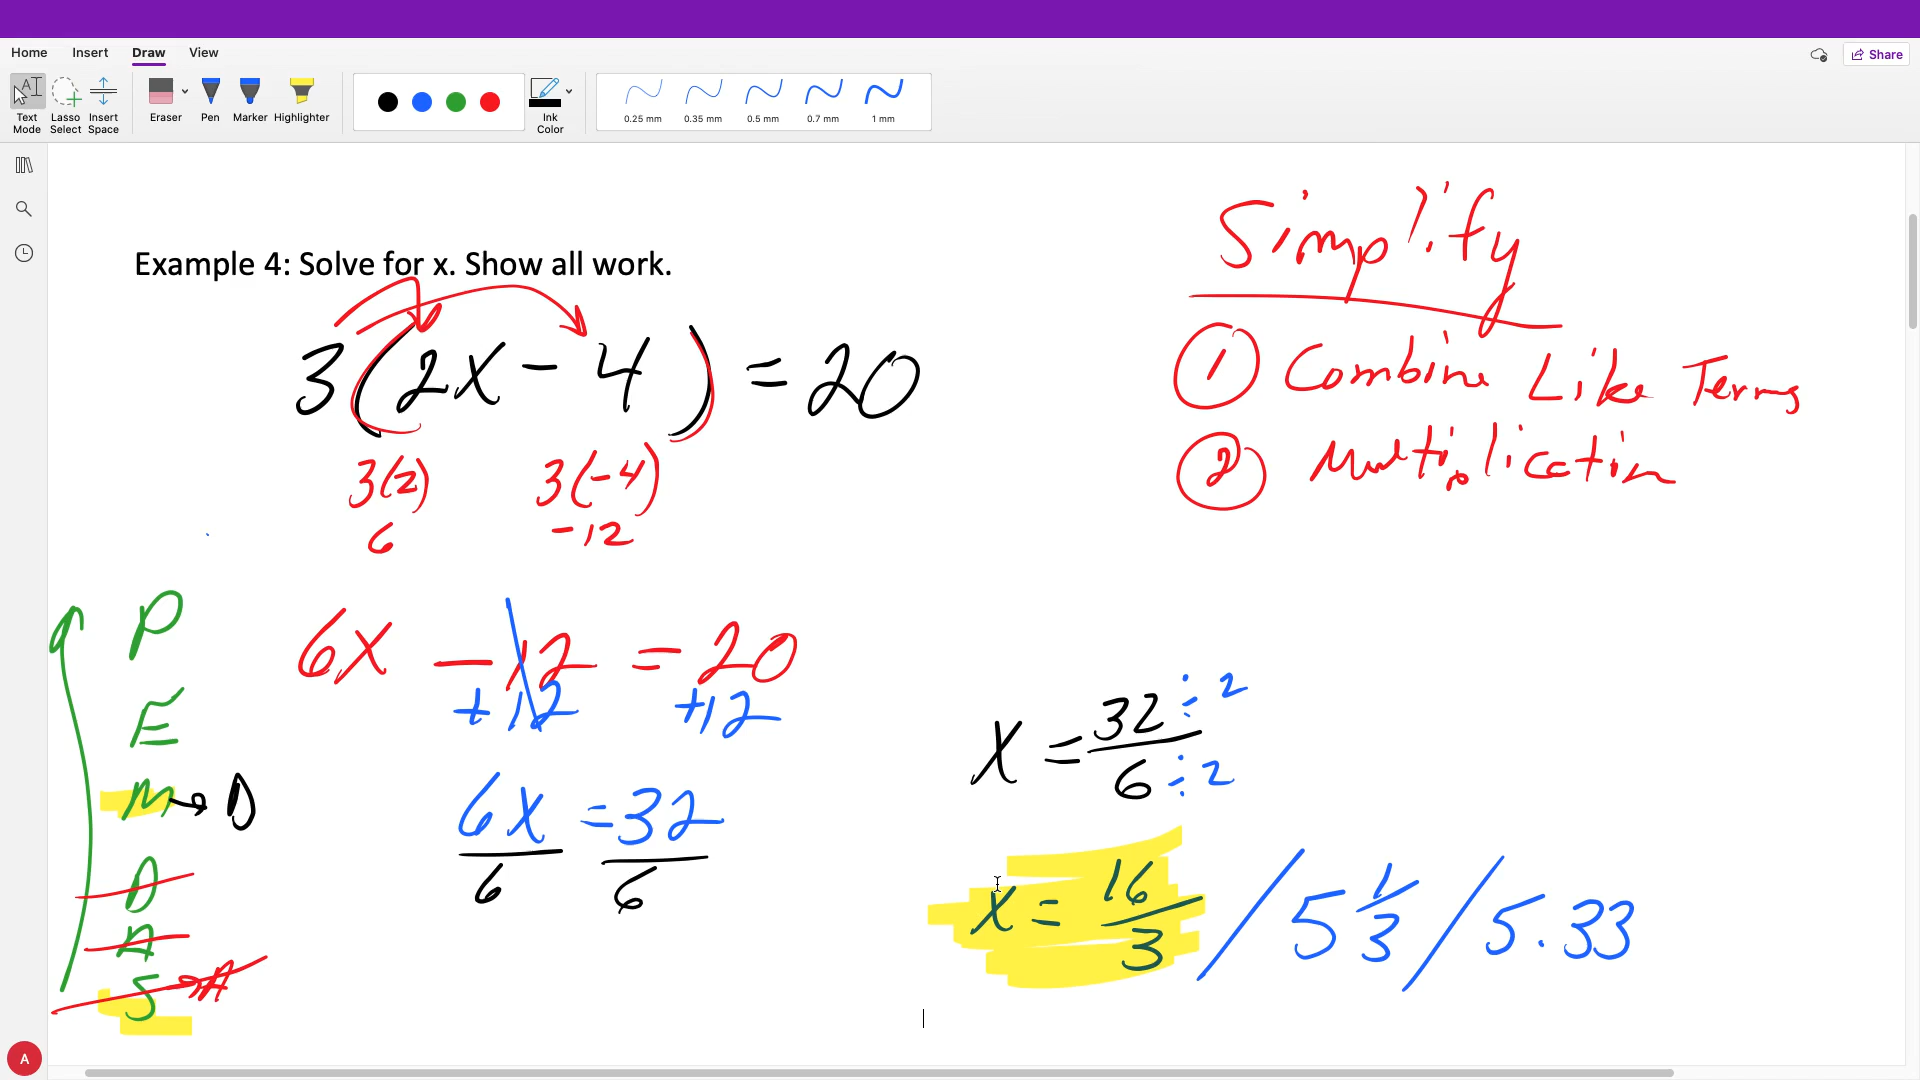 Home Insert Draw View
Share
Text Mode
Lasso Select
Insert Space
Eraser
Pen
Marker
Highlighter
Ink Color
0.25 mm
0.35 mm
0.5 mm
0.7 mm
1 mm
Example 4: Solve for x. Show all work.
3(2x - 4) = 20
3(2) 3(-4)
6 -12
6x - 12 = 20
+12 +12
6x = 32
6 6
P
E
M → D
D
A
S → A
Simplify
1 Combine Like Terms
2 Multiplication
x = 32 ÷ 2
6 ÷ 2
x = 16/3 / 5 1/3 / 5.33
A